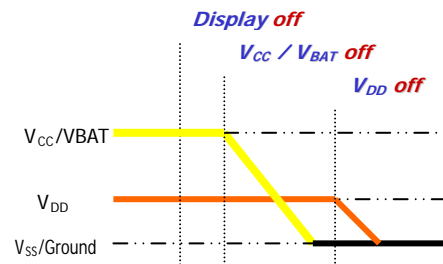 Display off
VCC / VBAT off
VDD off
VCC/VBAT
VDD
VSS/Ground